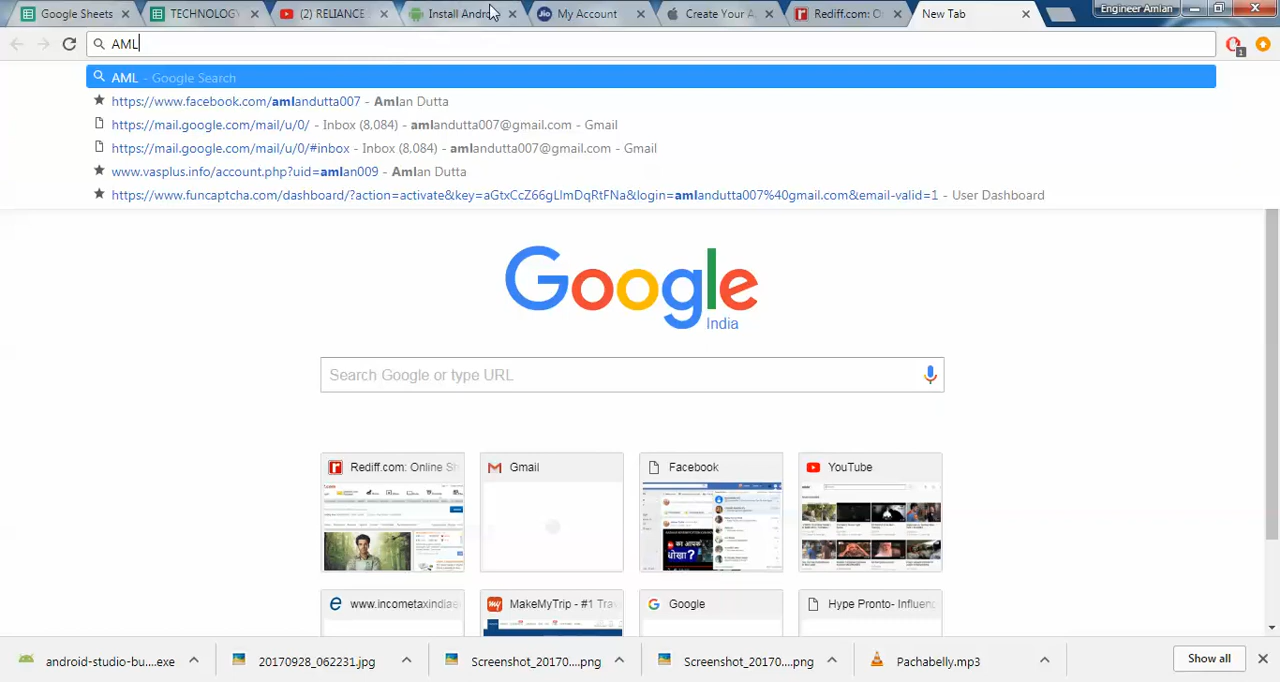 Google Sheets
TECHNOLOGY
(2) RELIANCE
Install Andro
My Account
Create Your A
Rediff.com: O
New Tab
Engineer Amlan
AML
1
AML - Google Search
https://www.facebook.com/amlandutta007 - Amlan Dutta
https://mail.google.com/mail/u/0/ - Inbox (8,084) - amlandutta007@gmail.com - Gmail
https://mail.google.com/mail/u/0/#inbox - Inbox (8,084) - amlandutta007@gmail.com - Gmail
www.vasplus.info/account.php?uid=amlan009 - Amlan Dutta
https://www.funcaptcha.com/dashboard/?action=activate&key=aGtxCcZ66gLlmDqRtFNa&login=amlandutta007%40gmail.com&email-valid=1 - User Dashboard
Google
India
Search Google or type URL
Rediff.com: Online Sh
Gmail
Facebook
YouTube
का आपको
धोखा?
www.incometaxindiae
MakeMyTrip - #1 Tra
Google
Hype Pronto- Influenc
android-studio-bu....exe
20170928_062231.jpg
Screenshot_20170....png
Screenshot_20170....png
Pachabelly.mp3
Show all